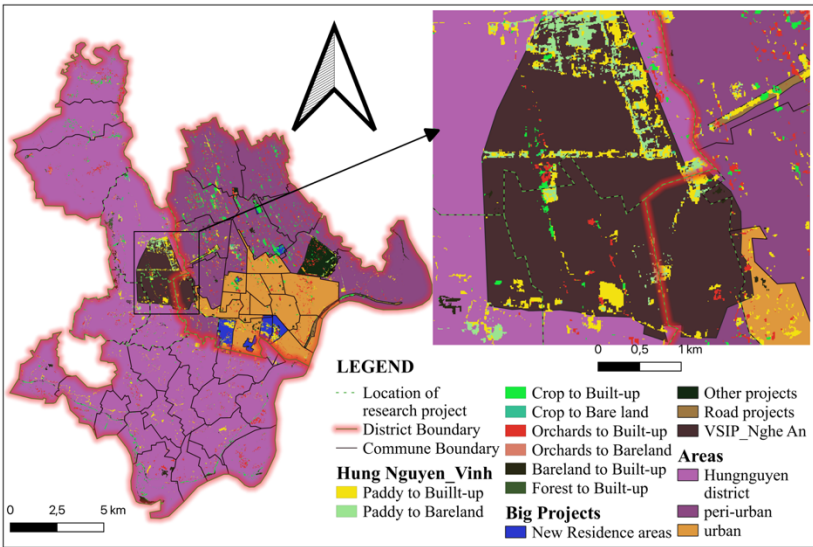 0 0,5 1 km
LEGEND
Location of
research project
District Boundary
Commune Boundary
Hung Nguyen_Vinh
Paddy to Buillt-up
Paddy to Bareland
Crop to Built-up
Crop to Bare land
Orchards to Built-up
Orchards to Bareland
Bareland to Built-up
Forest to Built-up
Big Projects
New Residence areas
Other projects
Road projects
VSIP_Nghe An
Areas
Hungnguyen
district
peri-urban
urban
0 2,5 5 km